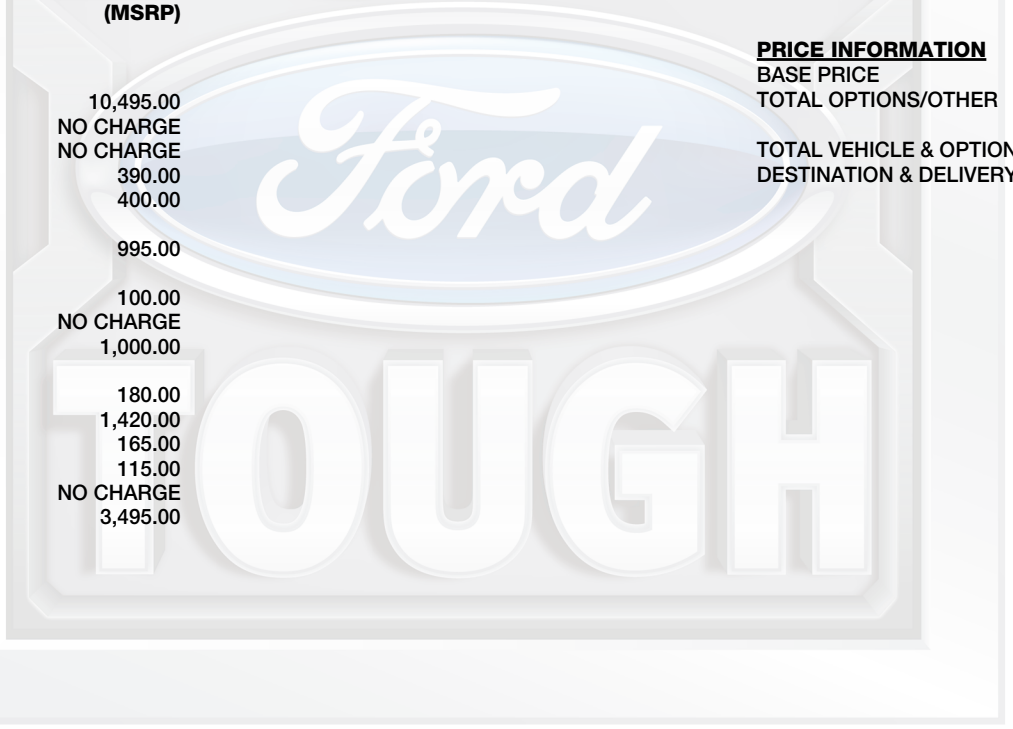 (MSRP)
10,495.00
NO CHARGE
NO CHARGE
390.00
400.00
995.00
100.00
NO CHARGE
1,000.00
180.00
1,420.00
165.00
115.00
NO CHARGE
3,495.00
PRICE INFORMATION
BASE PRICE
TOTAL OPTIONS/OTHER
TOTAL VEHICLE & OPTION
DESTINATION & DELIVERY
Ford
TOUGH